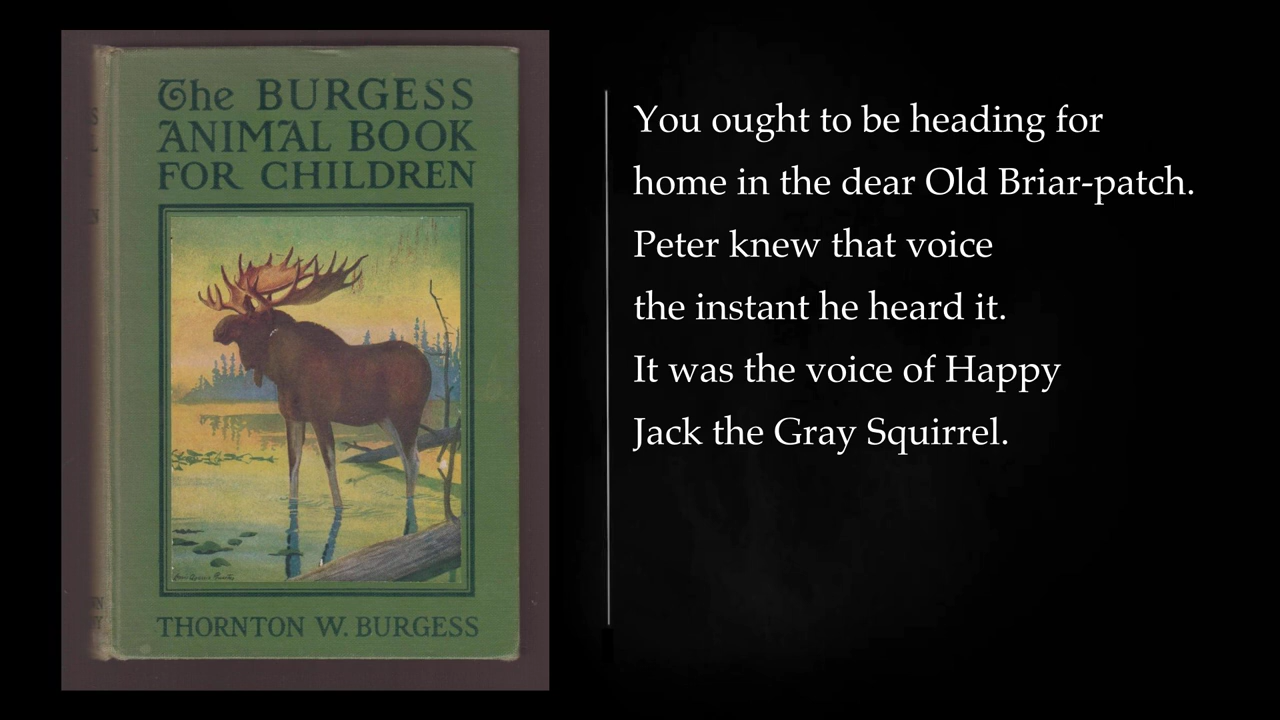 The BURGESS
ANIMAL BOOK
FOR CHILDREN
THORNTON W. BURGESS
You ought to be heading for
home in the dear Old Briar-patch.
Peter knew that voice
the instant he heard it.
It was the voice of Happy
Jack the Gray Squirrel.